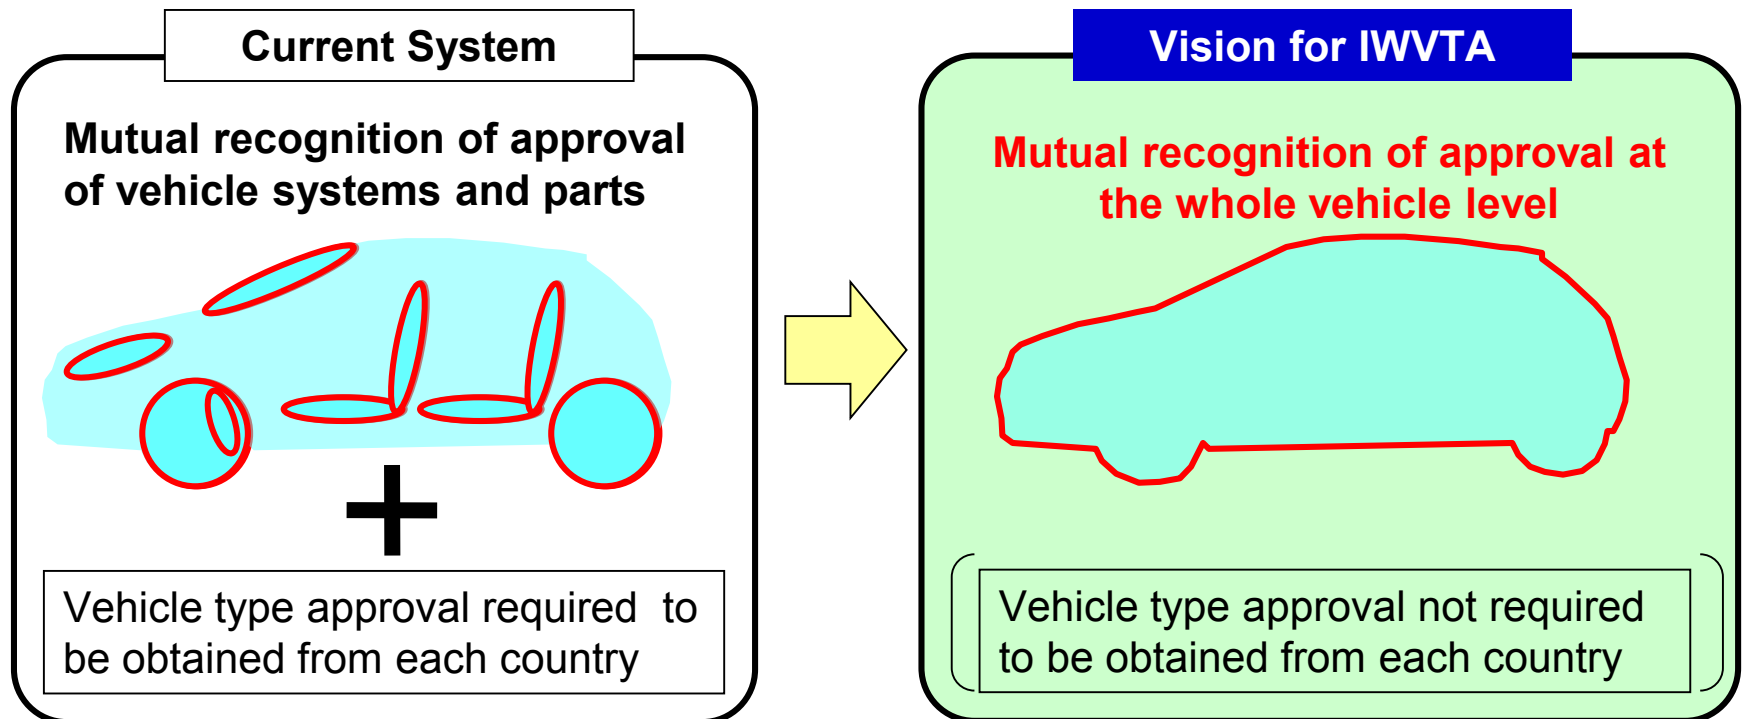 Current System
Mutual recognition of approval
of vehicle systems and parts
Vehicle type approval required to
be obtained from each country
Vision for IWVTA
Mutual recognition of approval at
the whole vehicle level
Vehicle type approval not required
to be obtained from each country